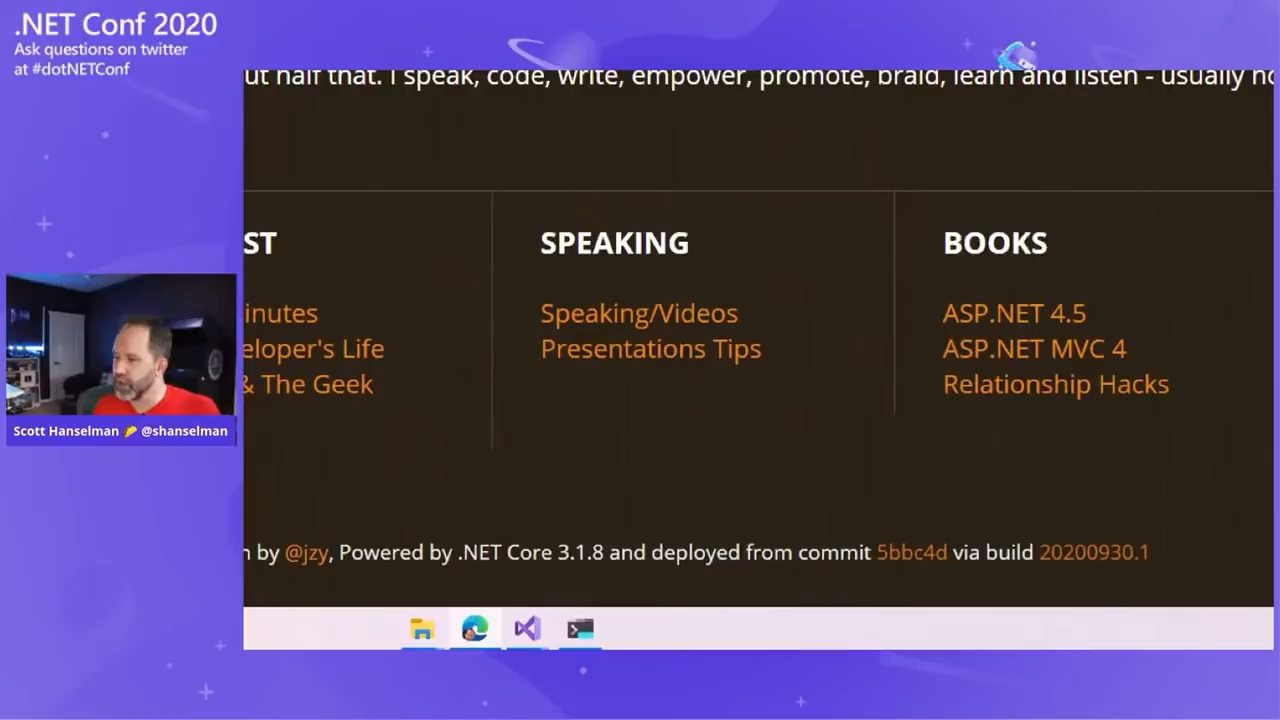 .NET Conf 2020
Ask questions on twitter
at #dotNETConf
ut half that. I speak, code, write, empower, promote, braid, learn and listen - usually no
ST
inutes
eloper's Life
& The Geek
SPEAKING
Speaking/Videos
Presentations Tips
BOOKS
ASP.NET 4.5
ASP.NET MVC 4
Relationship Hacks
Scott Hanselman 🌮 @shanselman
n by @jzy, Powered by .NET Core 3.1.8 and deployed from commit 5bbc4d via build 20200930.1